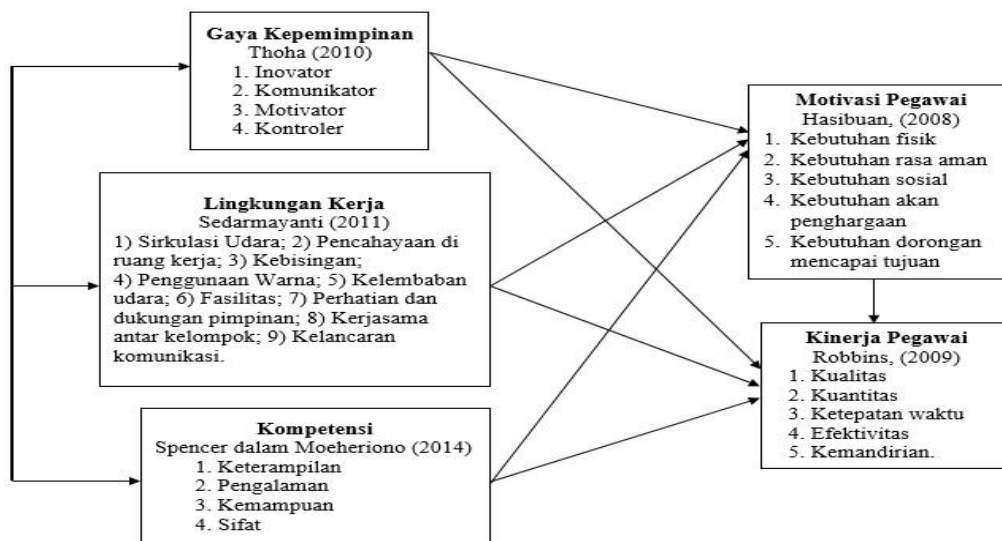 Gaya Kepemimpinan
Thoha (2010)
1. Inovator
2. Komunikator
3. Motivator
4. Kontroler
Lingkungan Kerja
Sedarmayanti (2011)
1) Sirkulasi Udara; 2) Pencahayaan di
ruang kerja; 3) Kebisingan;
4) Penggunaan Warna; 5) Kelembaban
udara; 6) Fasilitas; 7) Perhatian dan
dukungan pimpinan; 8) Kerjasama
antar kelompok; 9) Kelancaran
komunikasi.
Kompetensi
Spencer dalam Moeheriono (2014)
1. Keterampilan
2. Pengalaman
3. Kemampuan
4. Sifat
Motivasi Pegawai
Hasibuan, (2008)
1. Kebutuhan fisik
2. Kebutuhan rasa aman
3. Kebutuhan sosial
4. Kebutuhan akan
penghargaan
5. Kebutuhan dorongan
mencapai tujuan
Kinerja Pegawai
Robbins, (2009)
1. Kualitas
2. Kuantitas
3. Ketepatan waktu
4. Efektivitas
5. Kemandirian.